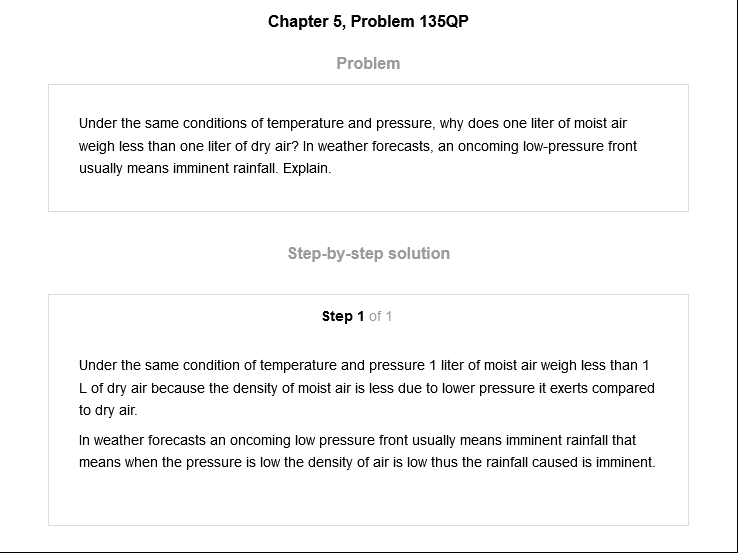 Chapter 5, Problem 135QP
Problem
Under the same conditions of temperature and pressure, why does one liter of moist air
weigh less than one liter of dry air? In weather forecasts, an oncoming low-pressure front
usually means imminent rainfall. Explain.
Step-by-step solution
Step 1 of 1
Under the same condition of temperature and pressure 1 liter of moist air weigh less than 1
L of dry air because the density of moist air is less due to lower pressure it exerts compared
to dry air.
In weather forecasts an oncoming low pressure front usually means imminent rainfall that
means when the pressure is low the density of air is low thus the rainfall caused is imminent.